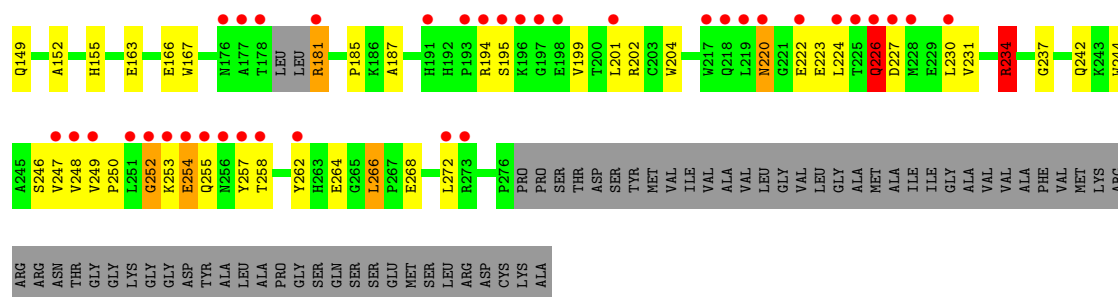 Q149 A152 H155 E163 E166 W167 N176 A177 T178 LEU LEU R181 P185 K186 A187 H191 H192 P193 R194 S195 K196 G197 E198 V199 T200 L201 R202 C203 W204 W217 Q218 L219 N220 G221 E222 E223 L224 T225 Q226 D227 M228 E229 L230 V231 R234 G237 Q242 K243 W244
A245 S246 V247 V248 V249 P250 L251 G252 K253 E254 Q255 N256 Y257 T258 Y262 H263 E264 G265 L266 P267 E268 L272 R273 P276 PRO PRO SER THR ASP SER TYR MET VAL ILE VAL ALA VAL LEU GLY VAL LEU GLY ALA MET ALA ILE ILE GLY ALA VAL VAL ALA PHE VAL MET LYS ARG
ARG ARG ASN THR GLY GLY LYS GLY GLY ASP TYR ALA LEU ALA PRO GLY SER GLN SER SER GLU MET SER LEU ARG ASP CYS LYS ALA